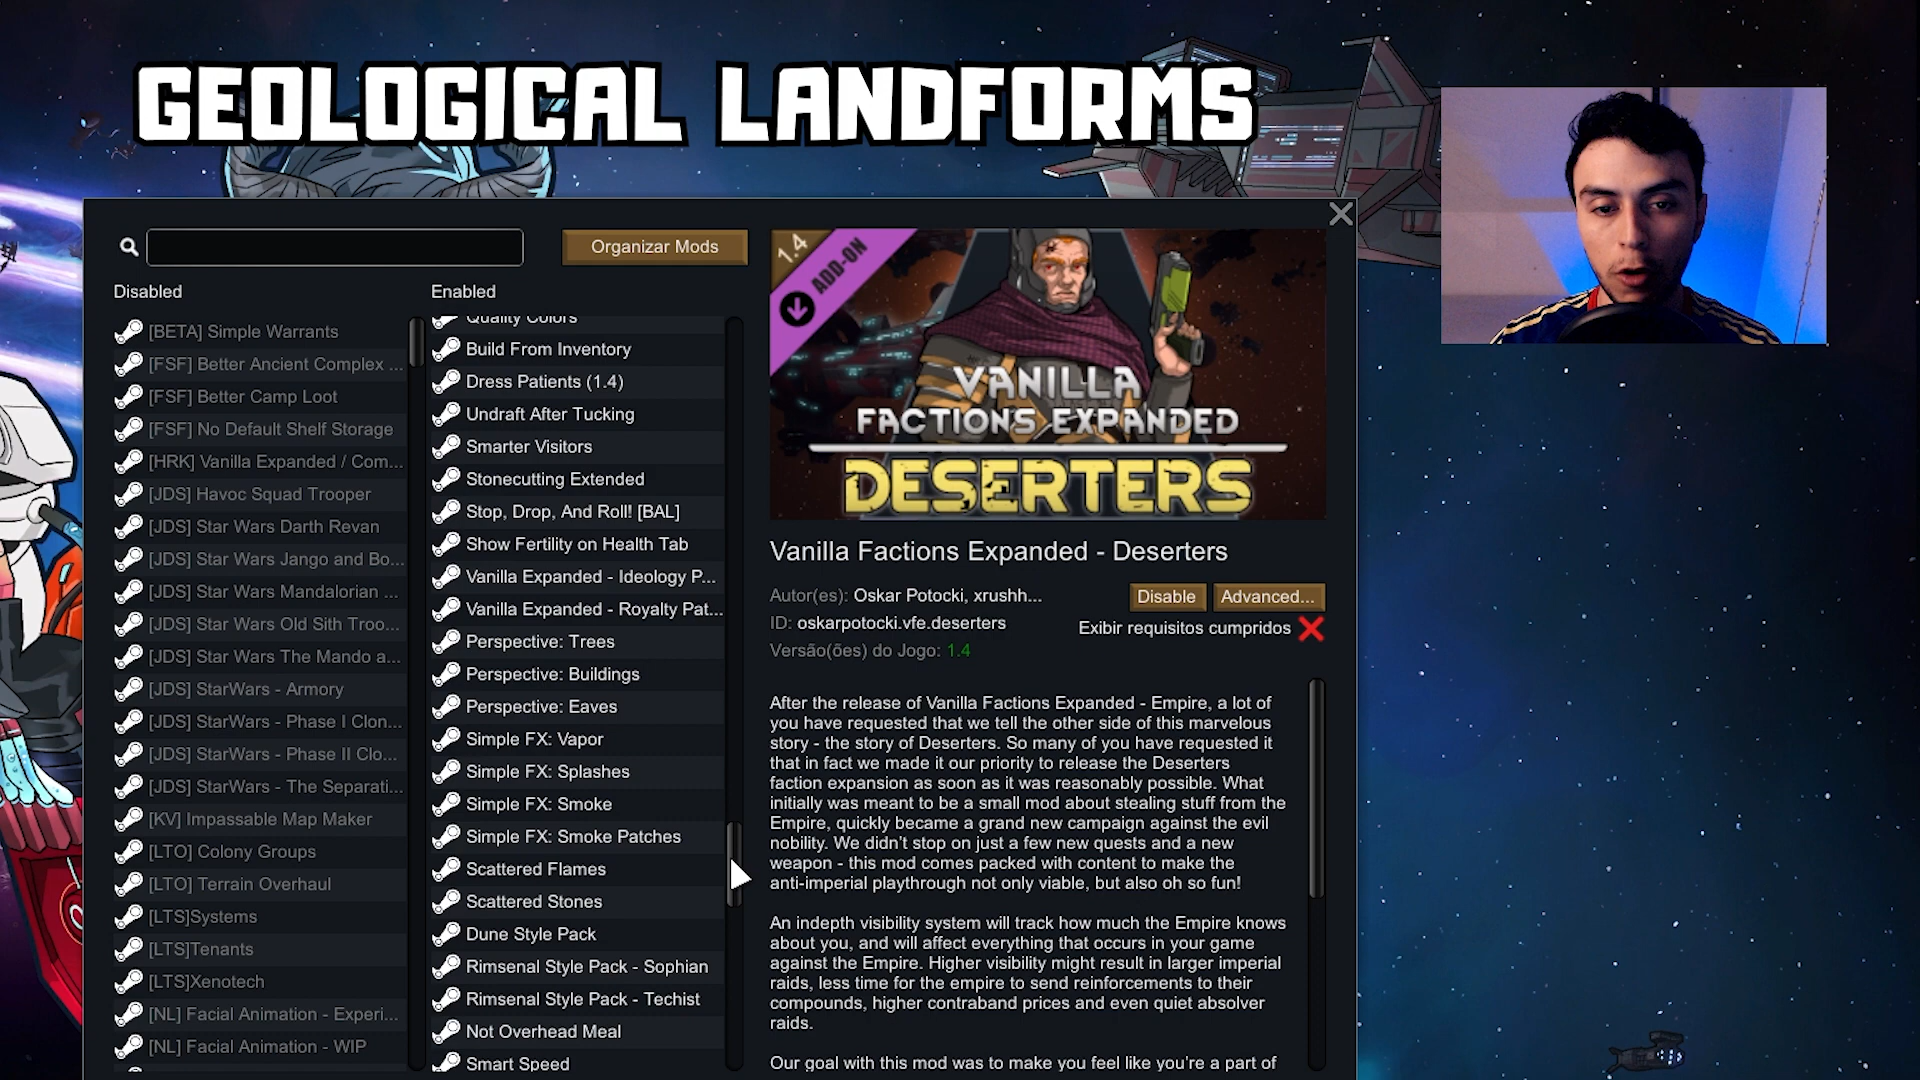 GEOLOGICAL LANDFORMS
Organizar Mods
Disabled
Enabled
[BETA] Simple Warrants
[FSF] Better Ancient Complex ...
[FSF] Better Camp Loot
[FSF] No Default Shelf Storage
[HRK] Vanilla Expanded / Com...
[JDS] Havoc Squad Trooper
[JDS] Star Wars Darth Revan
[JDS] Star Wars Jango and Bo...
[JDS] Star Wars Mandalorian ...
[JDS] Star Wars Old Sith Troo...
[JDS] Star Wars The Mando a...
[JDS] StarWars - Armory
[JDS] StarWars - Phase I Clon...
[JDS] StarWars - Phase II Clo...
[JDS] StarWars - The Separati...
[KV] Impassable Map Maker
[LTO] Colony Groups
[LTO] Terrain Overhaul
[LTS]Systems
[LTS]Tenants
[LTS]Xenotech
[NL] Facial Animation - Experi...
[NL] Facial Animation - WIP
Quality Colors
Build From Inventory
Dress Patients (1.4)
Undraft After Tucking
Smarter Visitors
Stonecutting Extended
Stop, Drop, And Roll! [BAL]
Show Fertility on Health Tab
Vanilla Expanded - Ideology P...
Vanilla Expanded - Royalty Pat...
Perspective: Trees
Perspective: Buildings
Perspective: Eaves
Simple FX: Vapor
Simple FX: Splashes
Simple FX: Smoke
Simple FX: Smoke Patches
Scattered Flames
Scattered Stones
Dune Style Pack
Rimsenal Style Pack - Sophian
Rimsenal Style Pack - Techist
Not Overhead Meal
Smart Speed
1.4
ADD-ON
VANILLA
FACTIONS EXPANDED
DESERTERS
Vanilla Factions Expanded - Deserters
Autor(es): Oskar Potocki, xrushh...
Disable
Advanced...
ID: oskarpotocki.vfe.deserters
Exibir requisitos cumpridos
Versão(ões) do Jogo: 1.4
After the release of Vanilla Factions Expanded - Empire, a lot of
you have requested that we tell the other side of this marvelous
story - the story of Deserters. So many of you have requested it
that in fact we made it our priority to release the Deserters
faction expansion as soon as it was reasonably possible. What
initially was meant to be a small mod about stealing stuff from the
Empire, quickly became a grand new campaign against the evil
nobility. We didn't stop on just a few new quests and a new
weapon - this mod comes packed with content to make the
anti-imperial playthrough not only viable, but also oh so fun!
An indepth visibility system will track how much the Empire knows
about you, and will affect everything that occurs in your game
against the Empire. Higher visibility might result in larger imperial
raids, less time for the empire to send reinforcements to their
compounds, higher contraband prices and even quiet absolver
raids.
Our goal with this mod was to make you feel like you're a part of